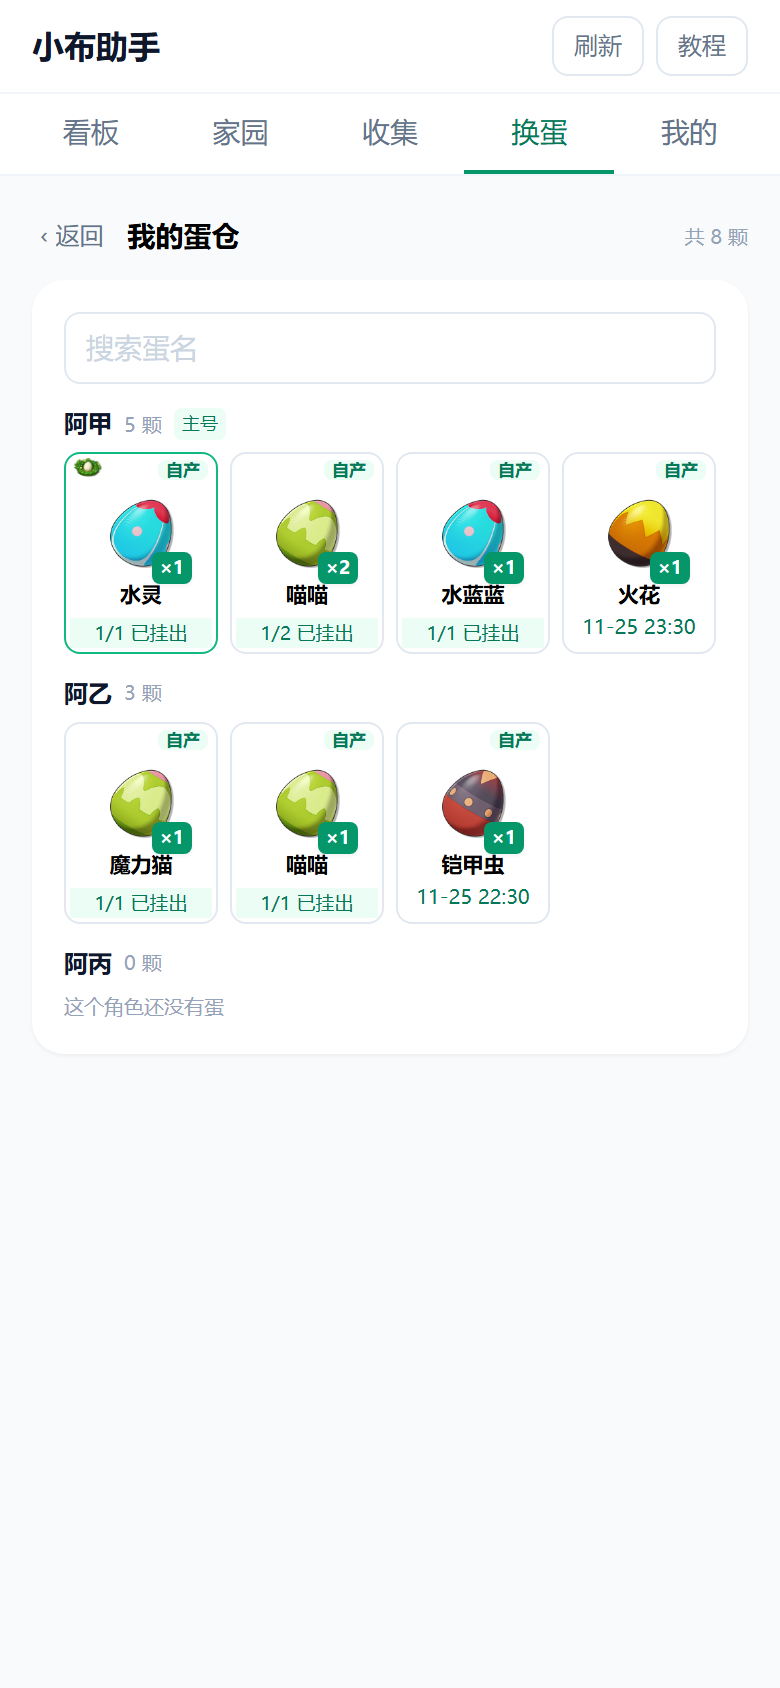 小布助手
刷新 教程
看板 家园 收集 换蛋 我的
‹ 返回 我的蛋仓 共 8 颗
搜索蛋名
阿甲 5 颗 主号
自产 自产 自产 自产
×1 ×2 ×1 ×1
水灵 喵喵 水蓝蓝 火花
1/1 已挂出 1/2 已挂出 1/1 已挂出 11-25 23:30
阿乙 3 颗
自产 自产 自产
×1 ×1 ×1
魔力猫 喵喵 铠甲虫
1/1 已挂出 1/1 已挂出 11-25 22:30
阿丙 0 颗
这个角色还没有蛋